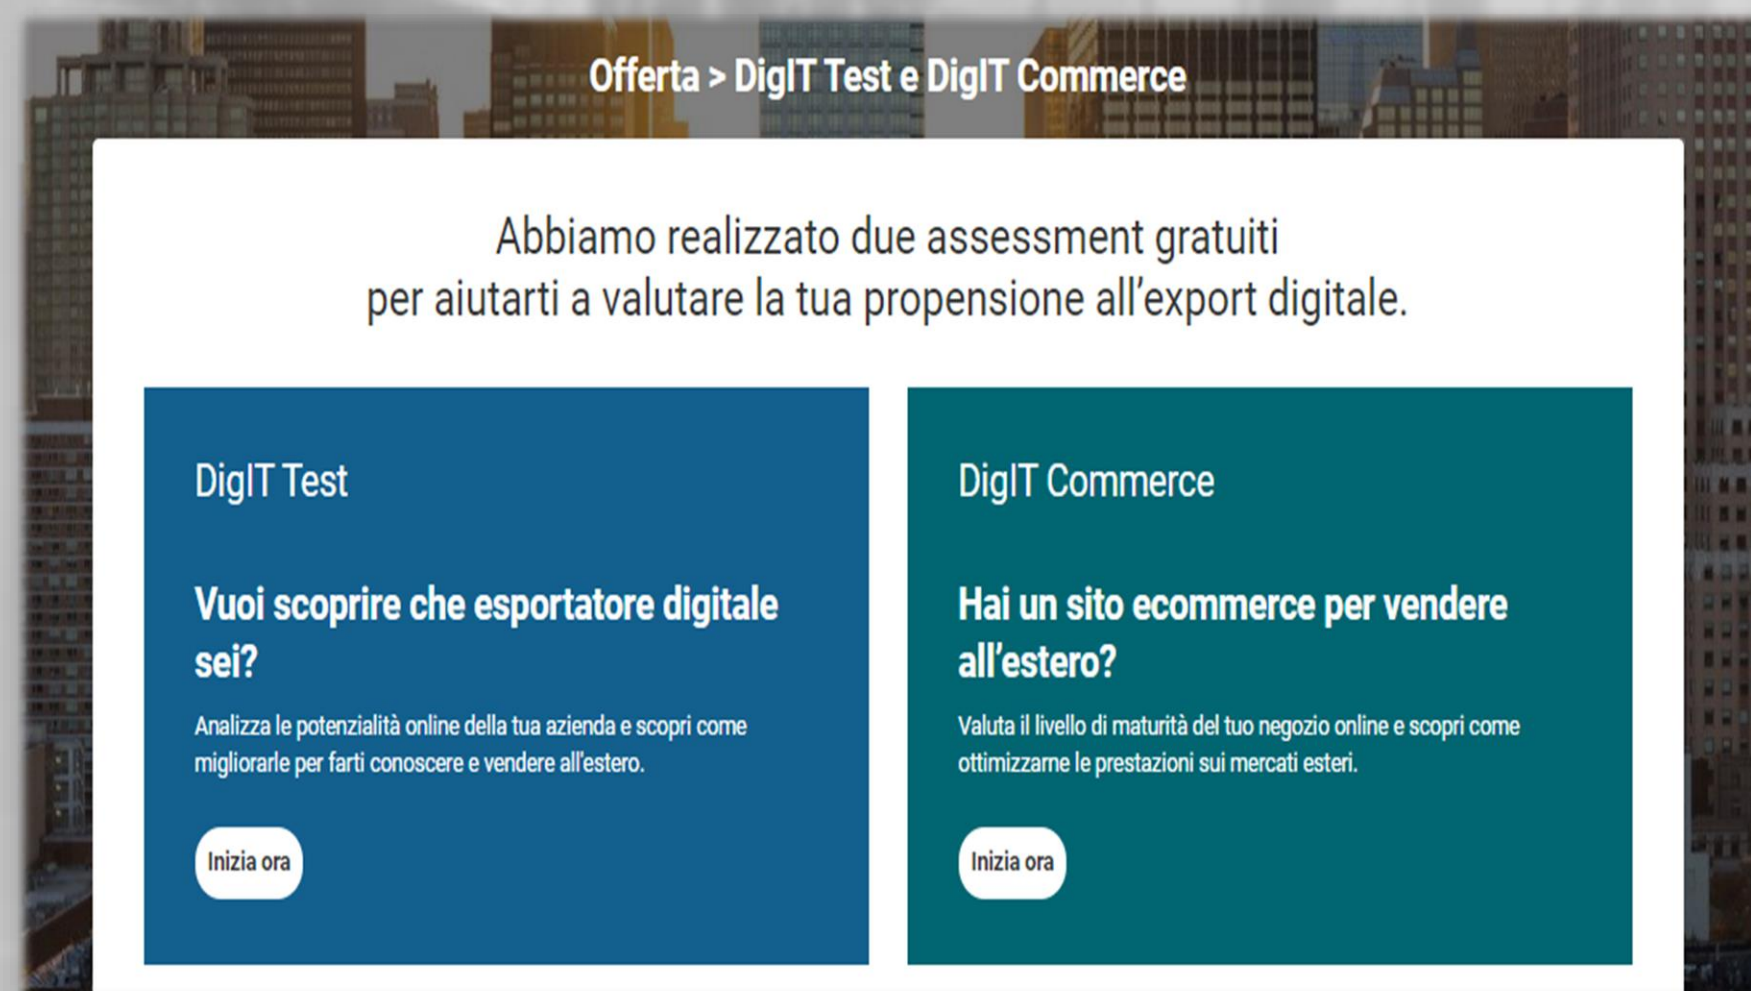 Offerta > DigIT Test e DigIT Commerce
Abbiamo realizzato due assessment gratuiti
per aiutarti a valutare la tua propensione all’export digitale.
DigIT Test
Vuoi scoprire che esportatore digitale
sei?
Analizza le potenzialità online della tua azienda e scopri come
migliorarle per farti conoscere e vendere all'estero.
Inizia ora
DigIT Commerce
Hai un sito ecommerce per vendere
all’estero?
Valuta il livello di maturità del tuo negozio online e scopri come
ottimizzarne le prestazioni sui mercati esteri.
Inizia ora